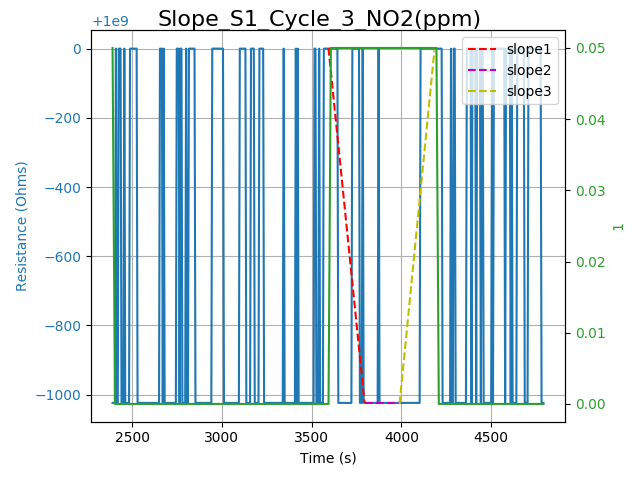 Slope_S1_Cycle_3_NO2(ppm)
+1e9
0
−200
−400
−600
−800
−1000
Resistance (Ohms)
slope1
slope2
slope3
0.05
0.04
0.03
0.02
0.01
0.00
1
2500
3000
3500
4000
4500
Time (s)